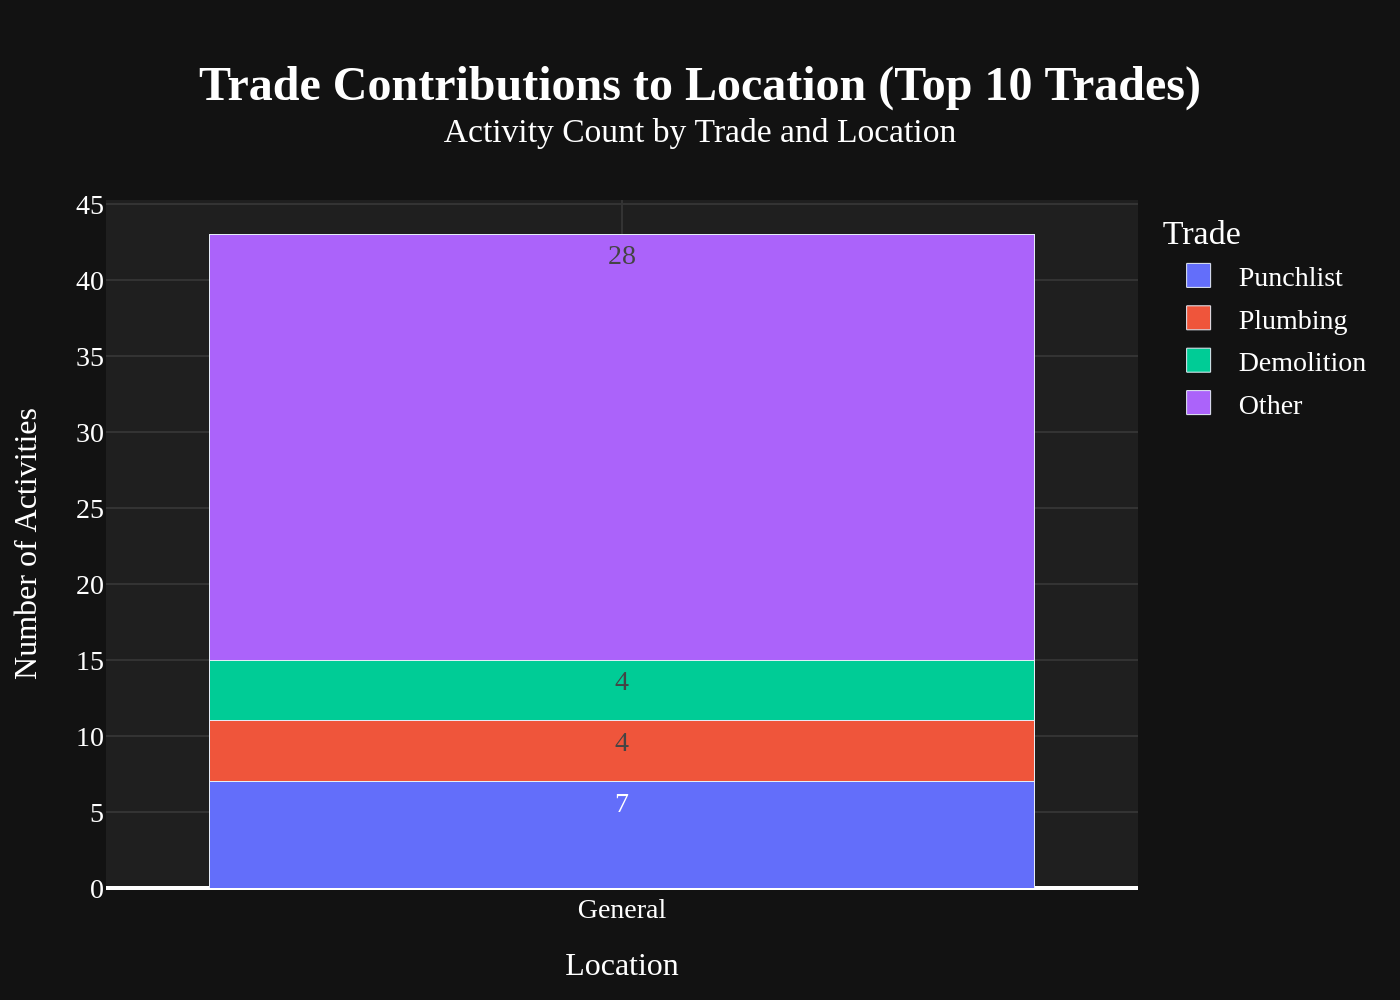 Trade Contributions to Location (Top 10 Trades)
Activity Count by Trade and Location
Number of Activities
45
40
35
30
25
20
15
10
5
0
28
4
4
7
General
Location
Trade
Punchlist
Plumbing
Demolition
Other